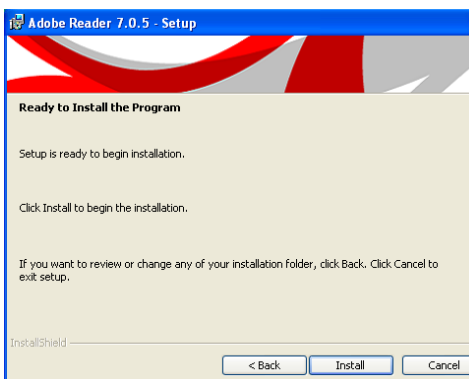 Adobe Reader 7.0.5 - Setup
Ready to Install the Program
Setup is ready to begin installation.
Click Install to begin the installation.
If you want to review or change any of your installation folder, click Back. Click Cancel to
exit setup.
InstallShield
< Back Install Cancel